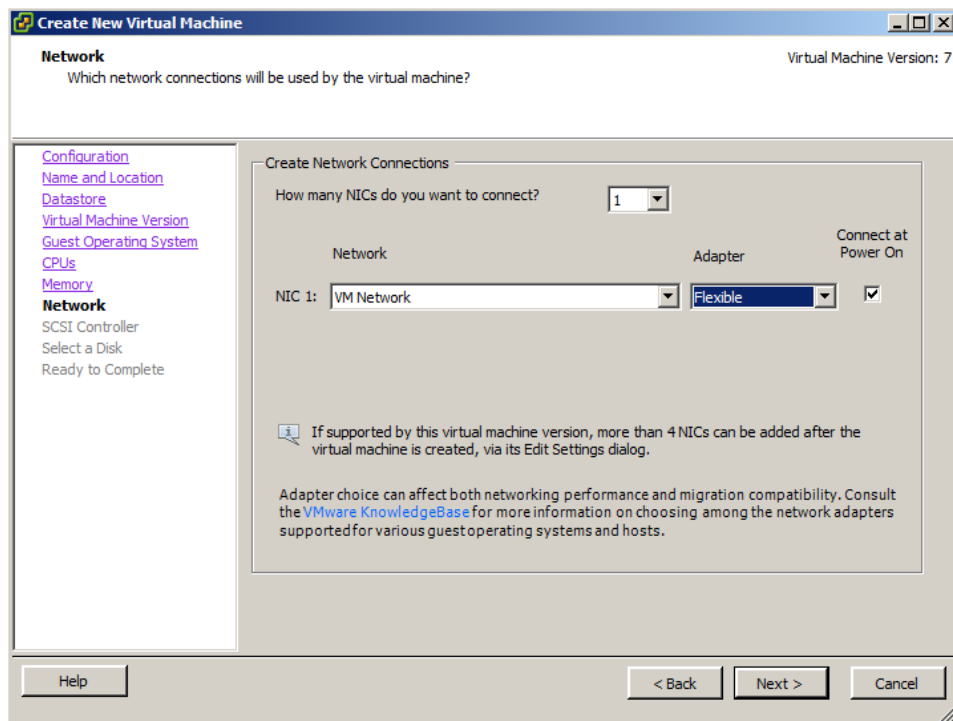 Create New Virtual Machine
Network
Which network connections will be used by the virtual machine?
Virtual Machine Version: 7
Configuration
Name and Location
Datastore
Virtual Machine Version
Guest Operating System
CPUs
Memory
Network
SCSI Controller
Select a Disk
Ready to Complete
Create Network Connections
How many NICs do you want to connect?
1
Network
Adapter
Connect at
Power On
NIC 1:
VM Network
Flexible
If supported by this virtual machine version, more than 4 NICs can be added after the
virtual machine is created, via its Edit Settings dialog.
Adapter choice can affect both networking performance and migration compatibility. Consult
the VMware KnowledgeBase for more information on choosing among the network adapters
supported for various guest operating systems and hosts.
Help
< Back
Next >
Cancel